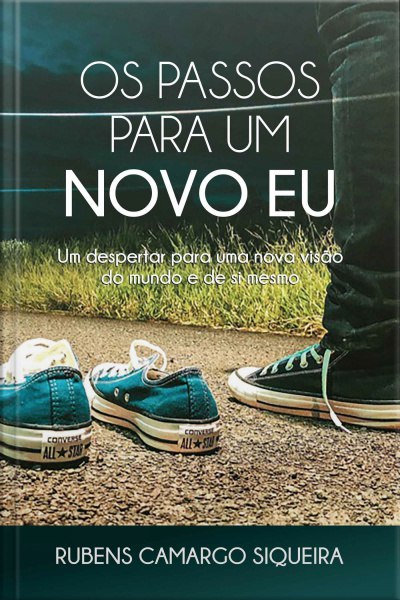 OS PASSOS
PARA UM
NOVO EU
Um despertar para uma nova visão
do mundo e de si mesmo
CONVERSE
ALL★STAR
CONVERSE
ALL★STAR
RUBENS CAMARGO SIQUEIRA